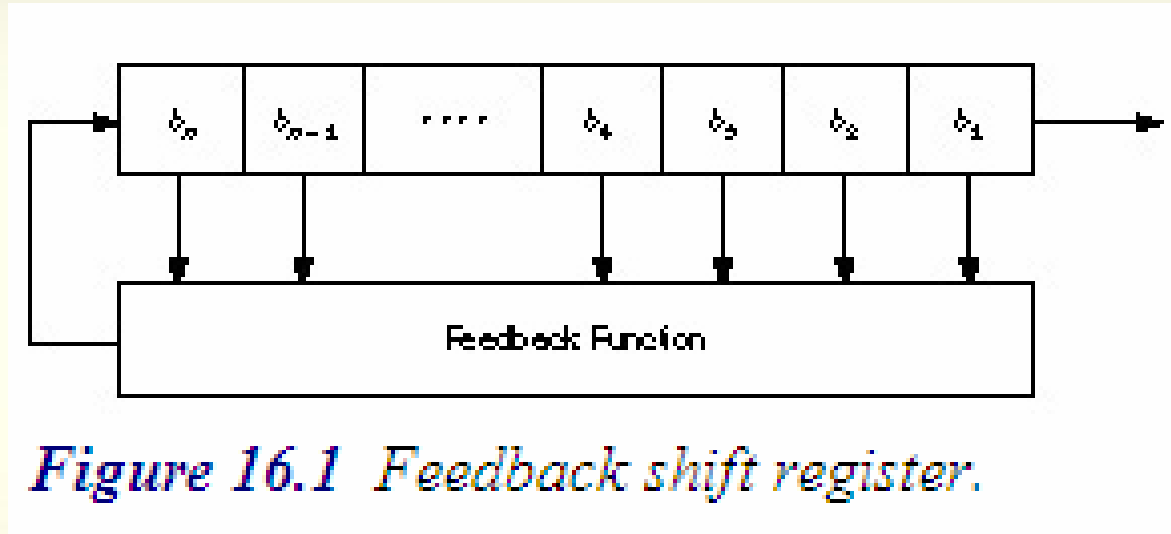 bₙ bₙ₋₁ .... b₄ b₃ b₂ b₁
Feedback Function
Figure 16.1 Feedback shift register.